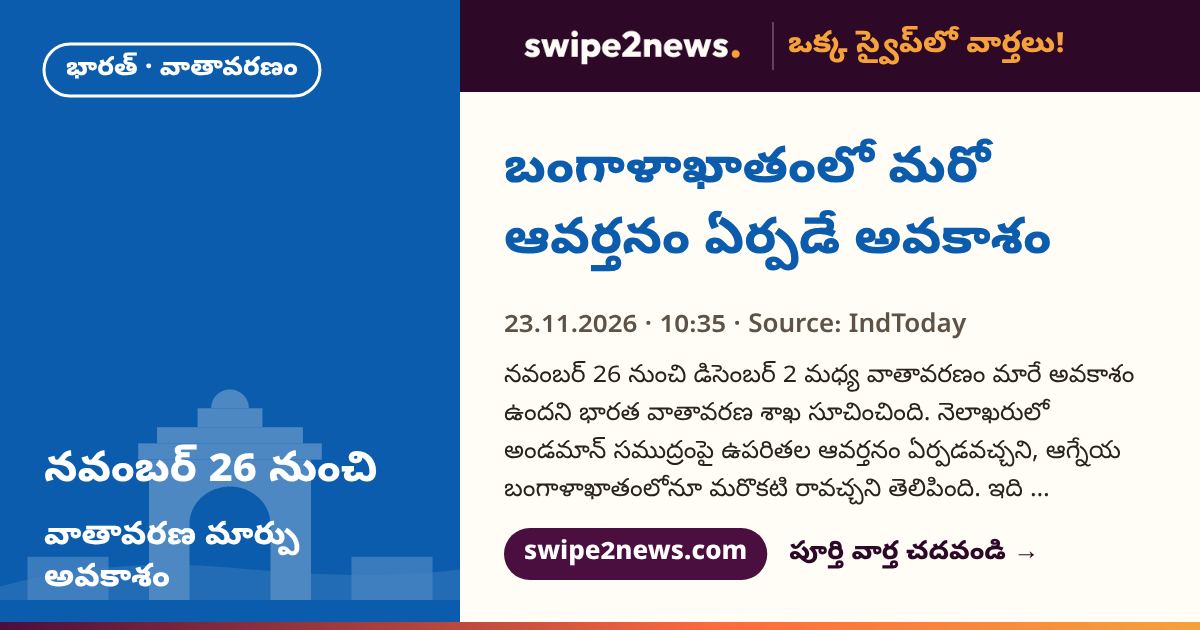 భారత్ · వాతావరణం
నవంబర్ 26 నుంచి
వాతావరణ మార్పు
అవకాశం
swipe2news. ఒక్క స్వైప్‌లో వార్తలు!
బంగాళాఖాతంలో మరో
ఆవర్తనం ఏర్పడే అవకాశం
23.11.2026 · 10:35 · Source: IndToday
నవంబర్ 26 నుంచి డిసెంబర్ 2 మధ్య వాతావరణం మారే అవకాశం
ఉందని భారత వాతావరణ శాఖ సూచించింది. నెలాఖరులో
అండమాన్ సముద్రంపై ఉపరితల ఆవర్తనం ఏర్పడవచ్చని, ఆగ్నేయ
బంగాళాఖాతంలోనూ మరొకటి రావచ్చని తెలిపింది. ఇది ...
swipe2news.com పూర్తి వార్త చదవండి →